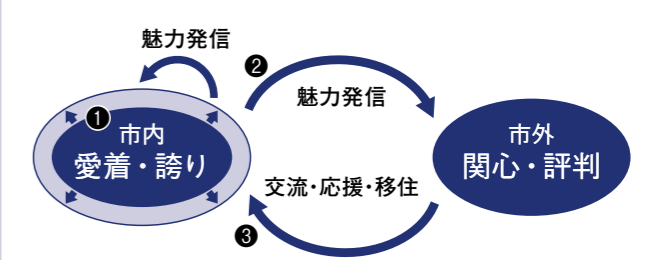 魅力発信
❷
魅力発信
❶
市内
愛着・誇り
市外
関心・評判
交流・応援・移住
❸